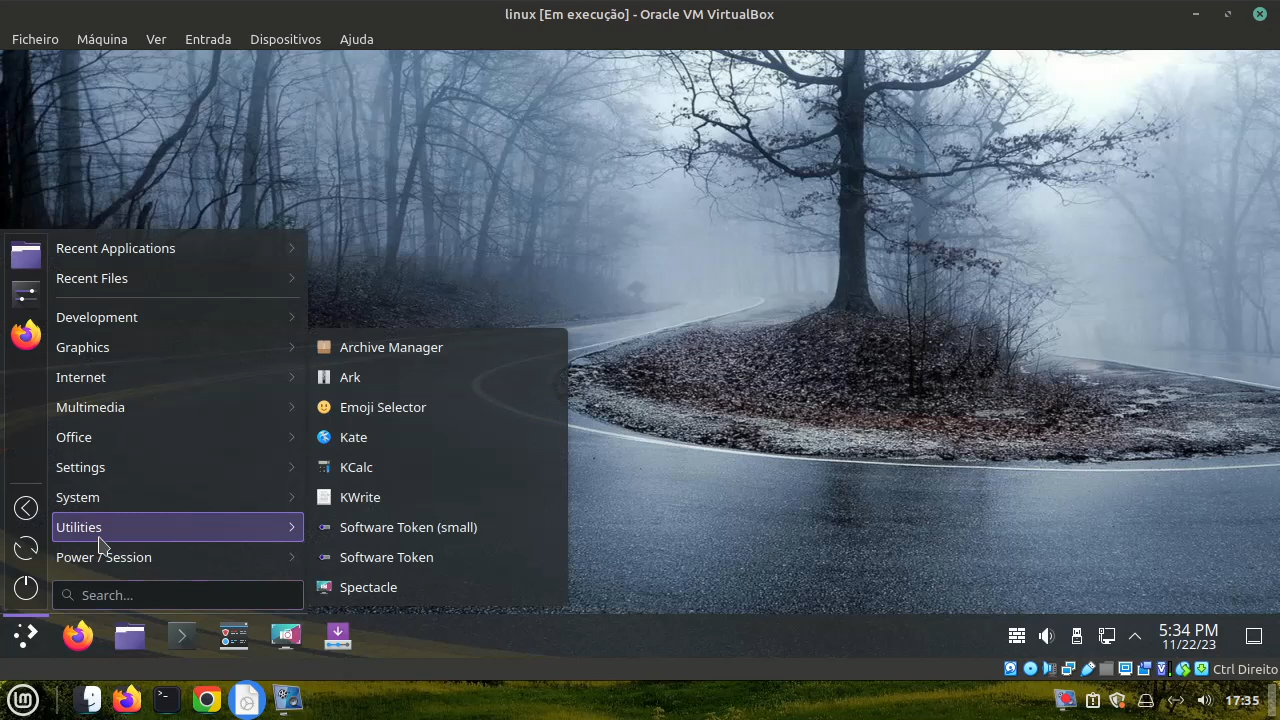 linux [Em execução] - Oracle VM VirtualBox
Ficheiro Máquina Ver Entrada Dispositivos Ajuda
Recent Applications
Recent Files
Development
Graphics
Internet
Multimedia
Office
Settings
System
Utilities
Power / Session
Search...
Archive Manager
Ark
Emoji Selector
Kate
KCalc
KWrite
Software Token (small)
Software Token
Spectacle
5:34 PM
11/22/23
Ctrl Direito
17:35